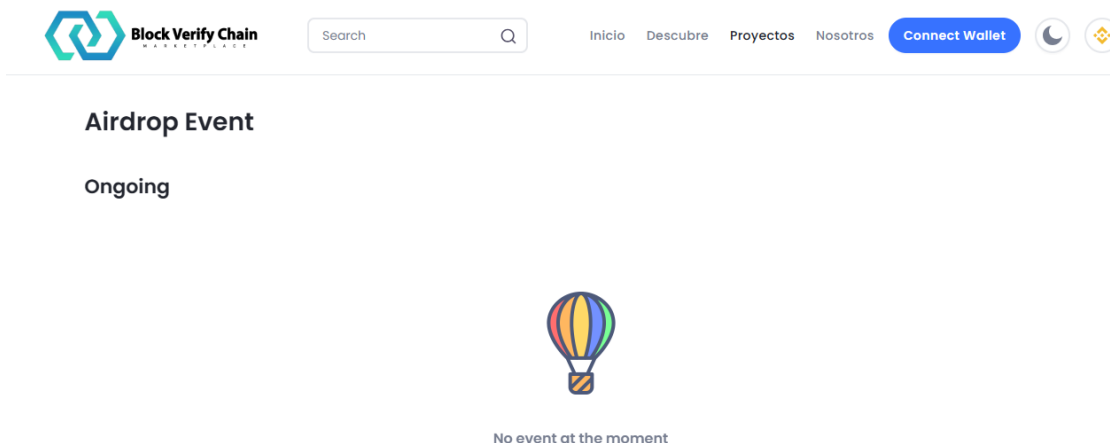 Block Verify Chain
MARKETPLACE
Search
Inicio Descubre Proyectos Nosotros Connect Wallet
Airdrop Event
Ongoing
No event at the moment